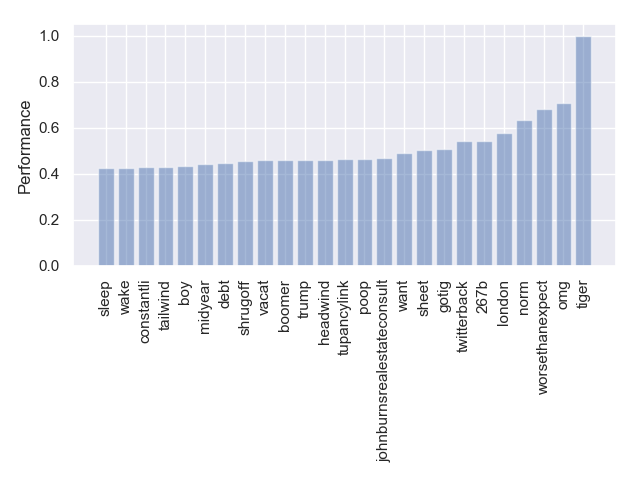 1.0
0.8
0.6
0.4
0.2
0.0
Performance
sleep
wake
constantli
tailwind
boy
midyear
debt
shrugoff
vacat
boomer
trump
headwind
tupancylink
poop
johnburnsrealestateconsult
want
sheet
gotig
twitterback
267b
london
norm
worsethanexpect
omg
tiger